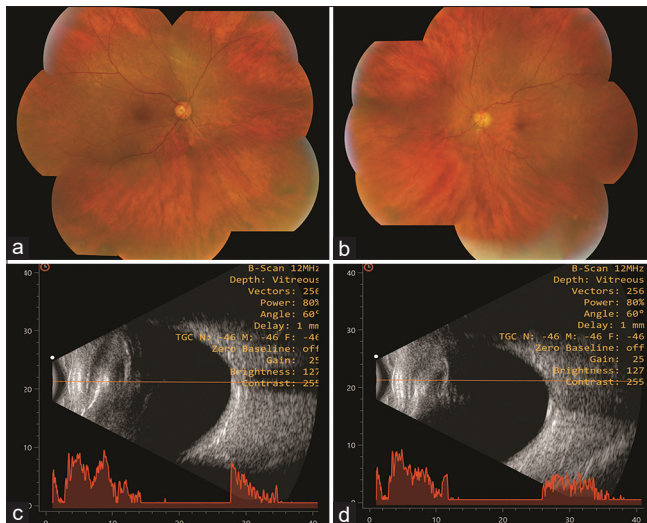 a
b
B-Scan 12MHz
Depth: Vitreous
Vectors: 256
Power: 80%
Angle: 60°
Delay: 1 mm
TGC N: -46 M: -46 F: -46
Zero Baseline: off
Gain: 25
Brightness: 127
Contrast: 255
40
30
20
10
0
0 10 20 30 40
c
B-Scan 12MHz
Depth: Vitreous
Vectors: 256
Power: 80%
Angle: 60°
Delay: 1 mm
TGC N: -46 M: -46 F: -46
Zero Baseline: off
Gain: 25
Brightness: 127
Contrast: 255
40
30
20
10
0
0 10 20 30 40
d